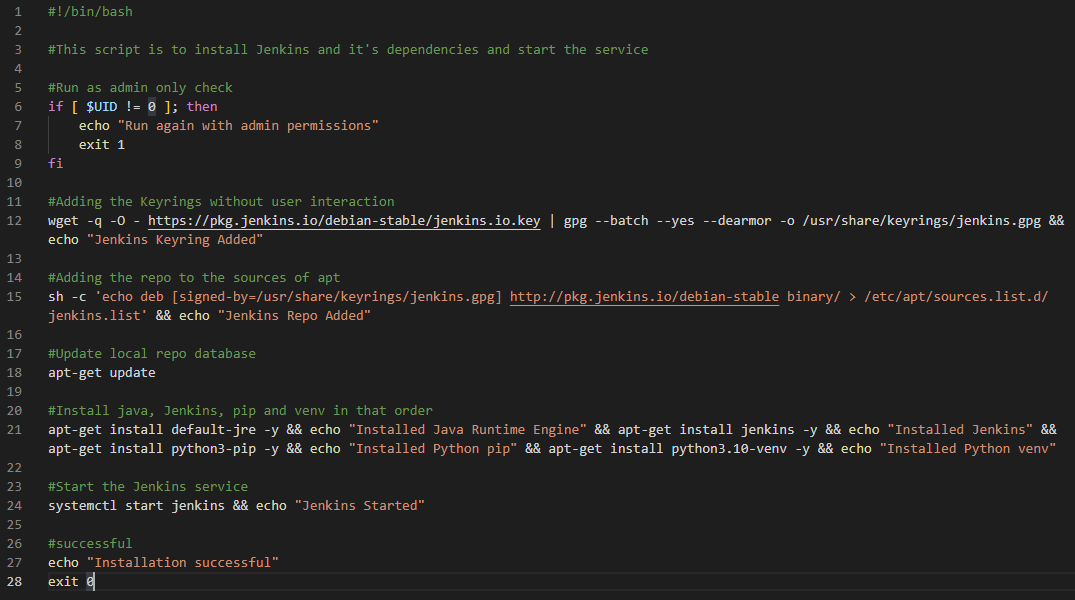 1 #!/bin/bash
2
3 #This script is to install Jenkins and it's dependencies and start the service
4
5 #Run as admin only check
6 if [ $UID != 0 ]; then
7     echo "Run again with admin permissions"
8     exit 1
9 fi
10
11 #Adding the Keyrings without user interaction
12 wget -q -O - https://pkg.jenkins.io/debian-stable/jenkins.io.key | gpg --batch --yes --dearmor -o /usr/share/keyrings/jenkins.gpg &&
echo "Jenkins Keyring Added"
13
14 #Adding the repo to the sources of apt
15 sh -c 'echo deb [signed-by=/usr/share/keyrings/jenkins.gpg] http://pkg.jenkins.io/debian-stable binary/ > /etc/apt/sources.list.d/
jenkins.list' && echo "Jenkins Repo Added"
16
17 #Update local repo database
18 apt-get update
19
20 #Install java, Jenkins, pip and venv in that order
21 apt-get install default-jre -y && echo "Installed Java Runtime Engine" && apt-get install jenkins -y && echo "Installed Jenkins" &&
apt-get install python3-pip -y && echo "Installed Python pip" && apt-get install python3.10-venv -y && echo "Installed Python venv"
22
23 #Start the Jenkins service
24 systemctl start jenkins && echo "Jenkins Started"
25
26 #successful
27 echo "Installation successful"
28 exit 0